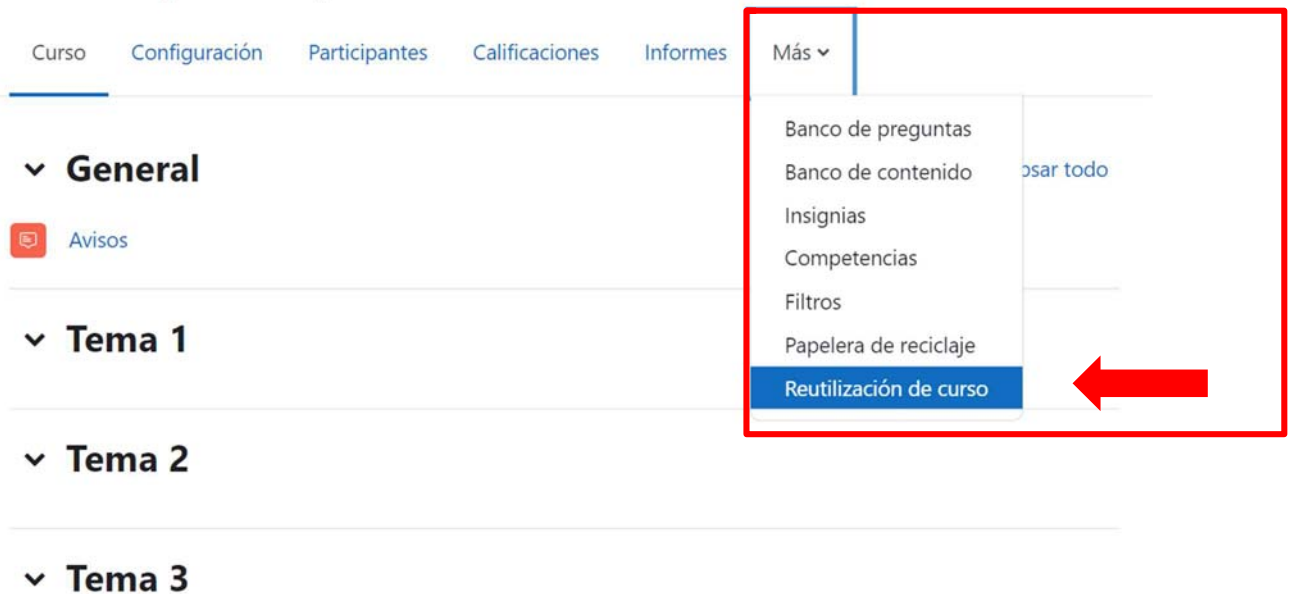 Curso Configuración Participantes Calificaciones Informes Más
Banco de preguntas
General
Banco de contenido
todo
Insignias
Avisos
Competencias
Filtros
Tema 1
Papelera de reciclaje
Reutilización de curso
Tema 2
Tema 3